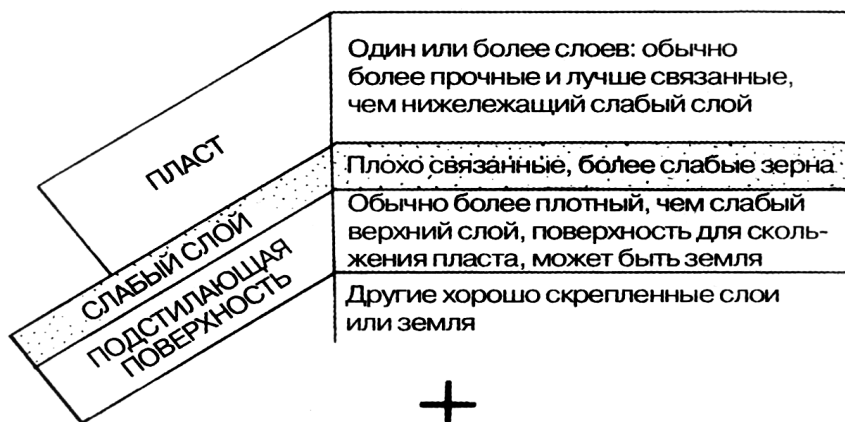 ПЛАСТ
Один или более слоев: обычно
более прочные и лучше связанные,
чем нижележащий слабый слой
СЛАБЫЙ СЛОЙ
Плохо связанные, более слабые зерна
ПОДСТИЛАЮЩАЯ
ПОВЕРХНОСТЬ
Обычно более плотный, чем слабый
верхний слой, поверхность для сколь-
жения пласта, может быть земля
Другие хорошо скрепленные слои
или земля